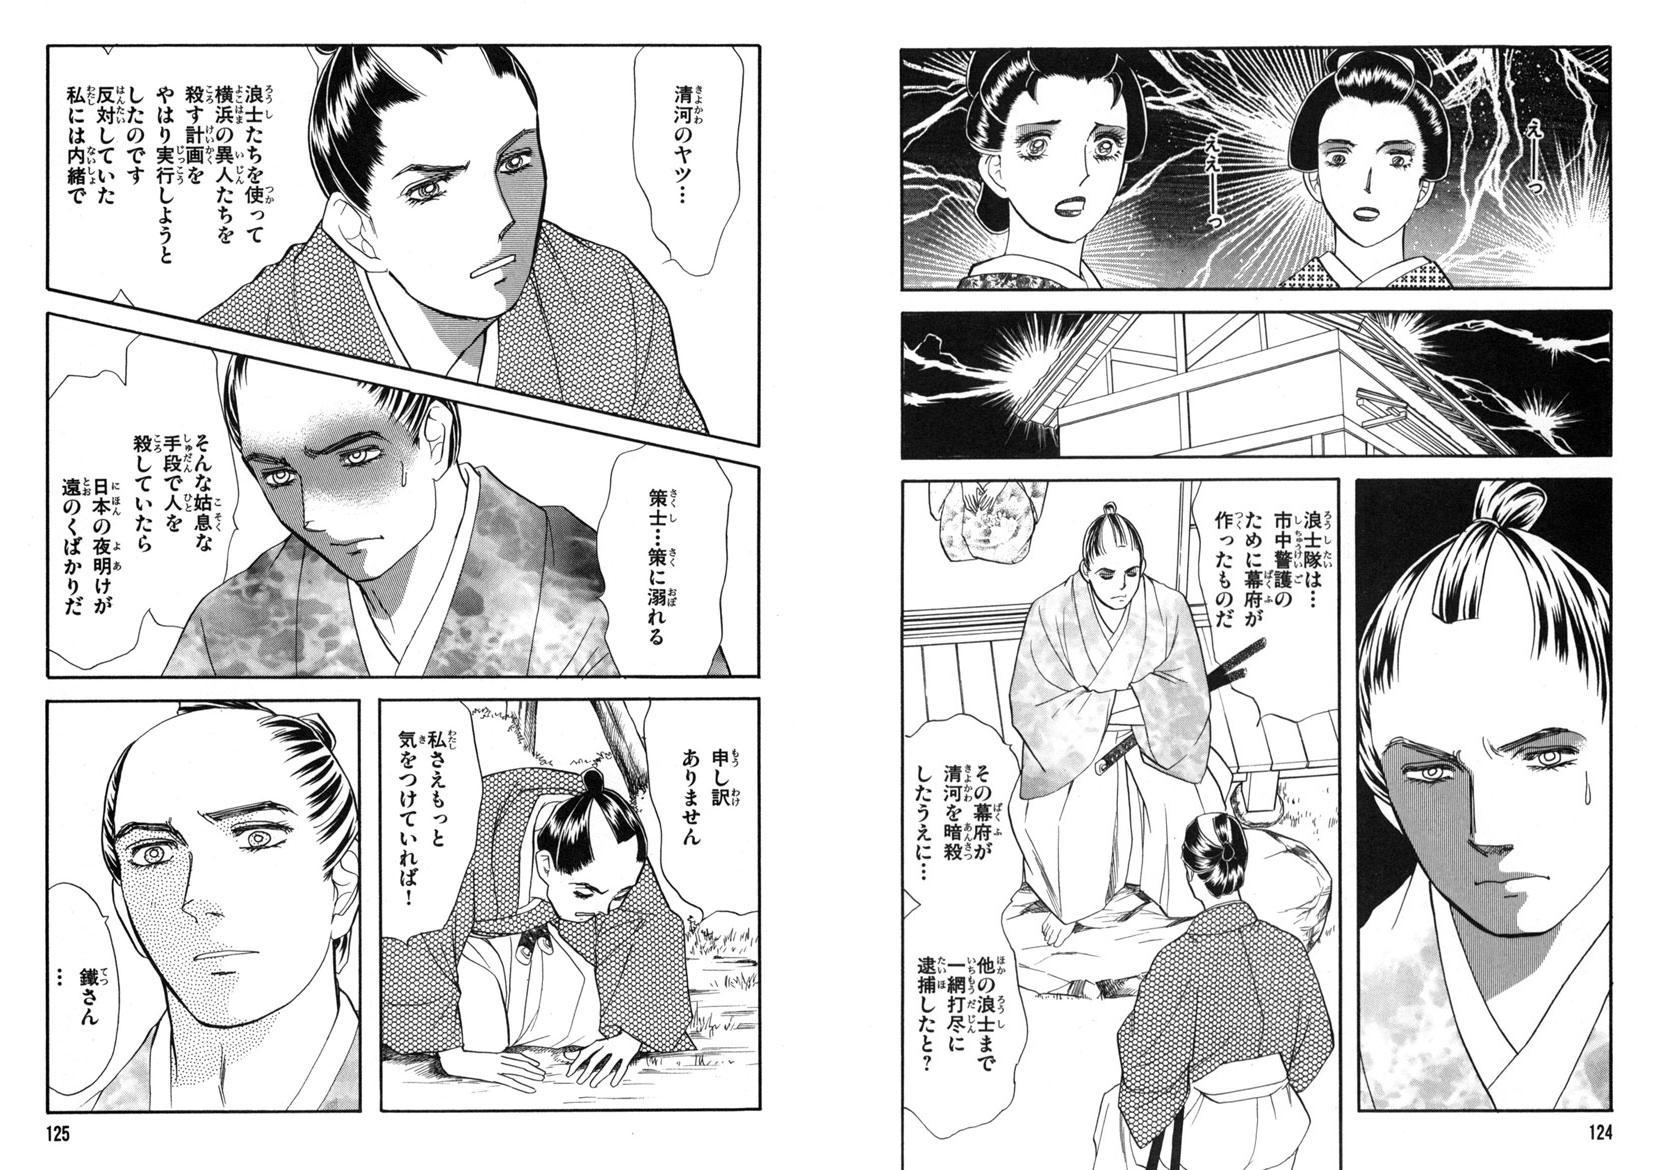 えーーっ
ええーーっ
浪士隊は…
市中警護の
ために幕府が
作ったものだ
その幕府が
清河を暗殺
したうえに…
他の浪士まで
一網打尽に
逮捕したと?
124
清河のヤツ…
浪士たちを使って
横浜の異人たちを
殺す計画を
やはり実行しようと
したのです
反対していた
私には内緒で
策士…策に溺れる
そんな姑息な
手段で人を
殺していたら
日本の夜明けが
遠のくばかりだ
申し訳
ありません
私さえもっと
気をつけていれば!
鐵さん
…
125